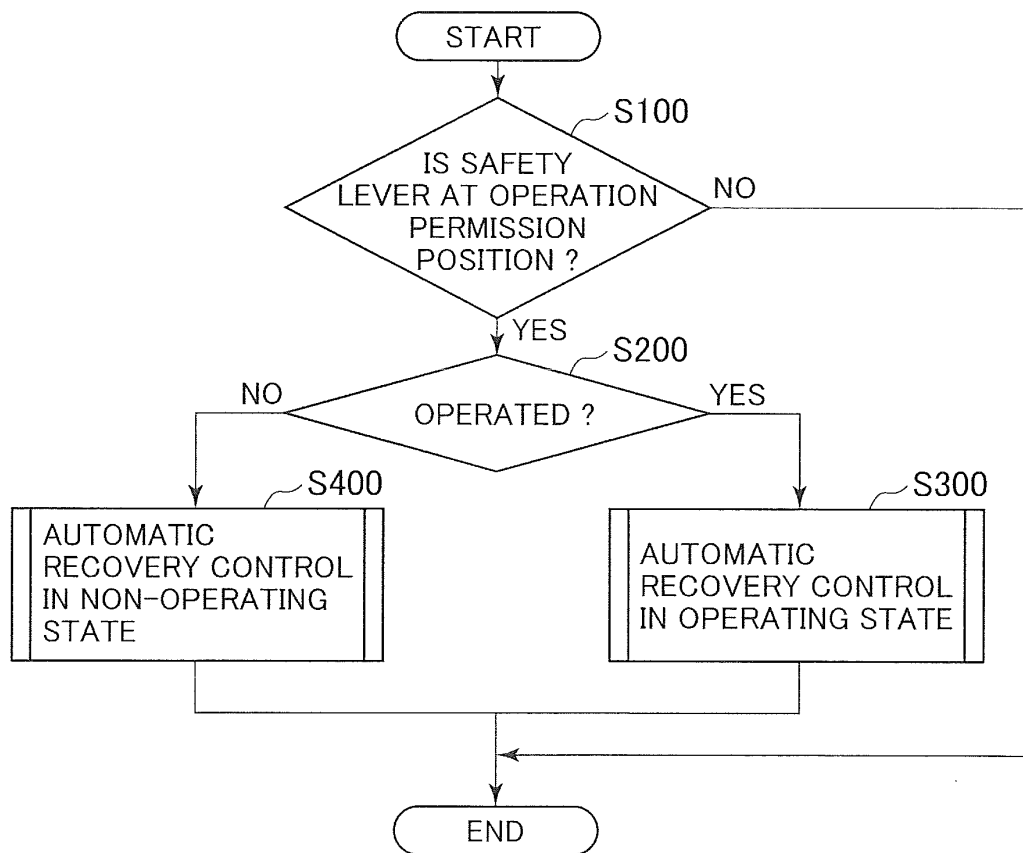 START
S100
IS SAFETY
LEVER AT OPERATION
PERMISSION
POSITION ?
NO
YES
S200
NO
OPERATED ?
YES
S400
AUTOMATIC
RECOVERY CONTROL
IN NON-OPERATING
STATE
S300
AUTOMATIC
RECOVERY CONTROL
IN OPERATING STATE
END